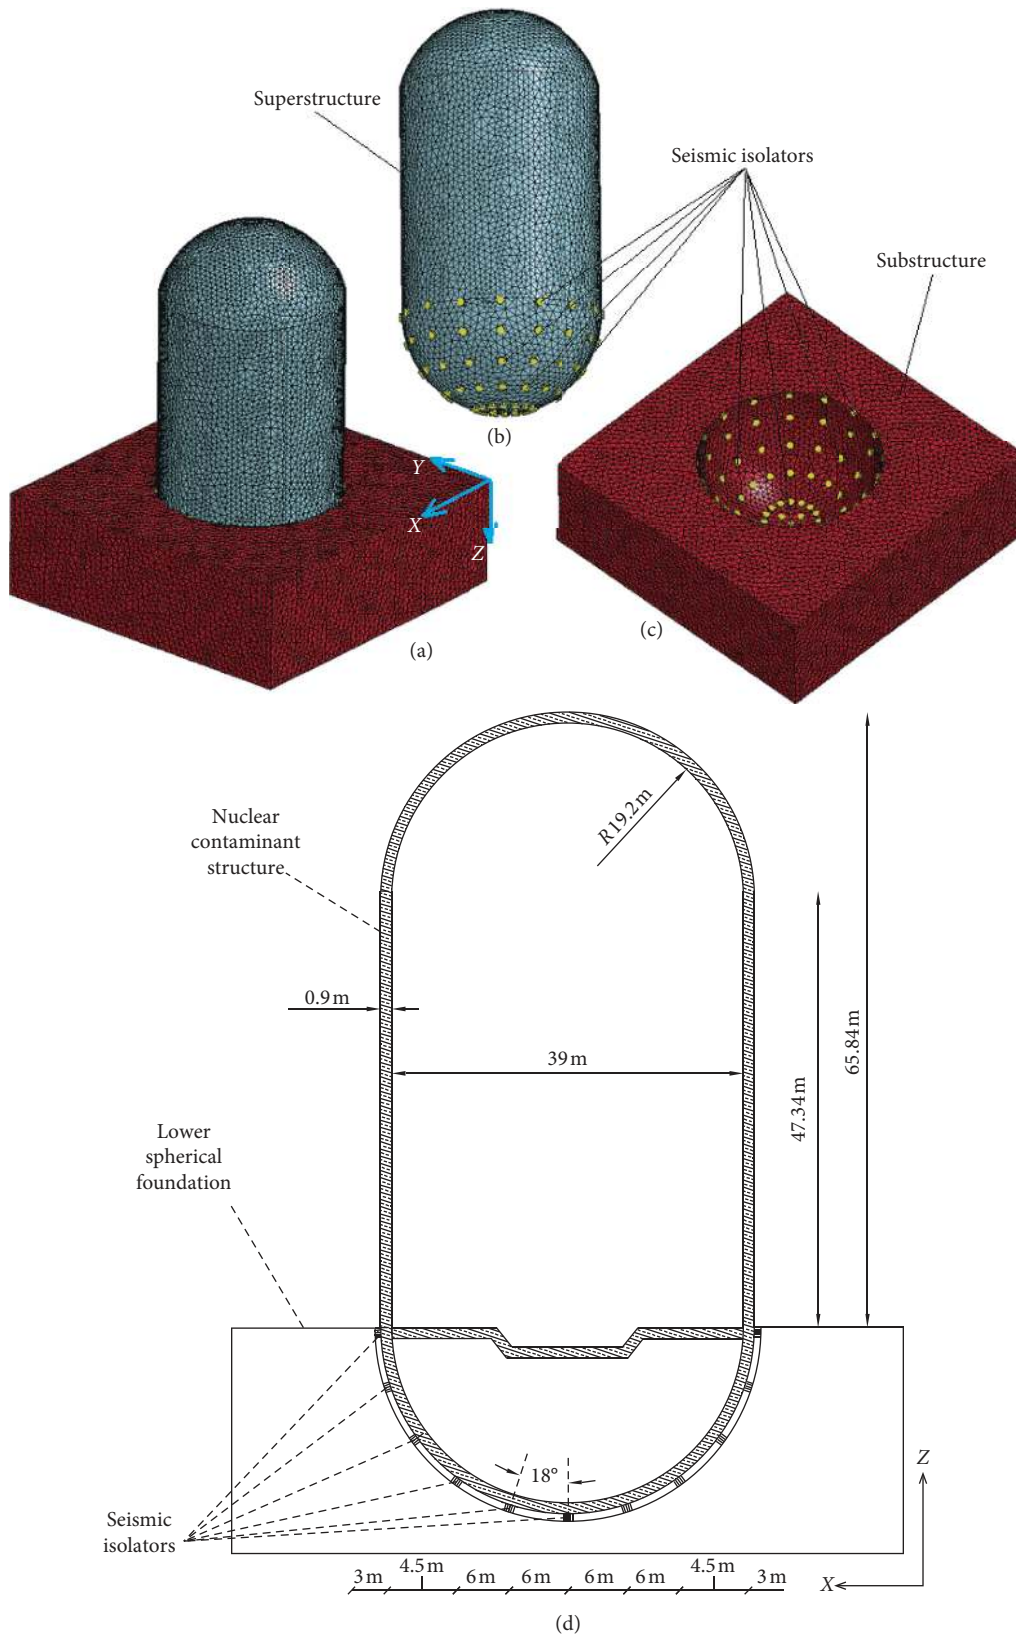 Superstructure
Seismic isolators
Substructure
Y
X
Z
(b)
(a)
(c)
Nuclear
contaminant
structure
R19.2m
0.9m
39m
47.34m
65.84m
Lower
spherical
foundation
18°
Seismic
isolators
Z
X
3m
4.5m
6m
6m
6m
6m
4.5m
3m
(d)